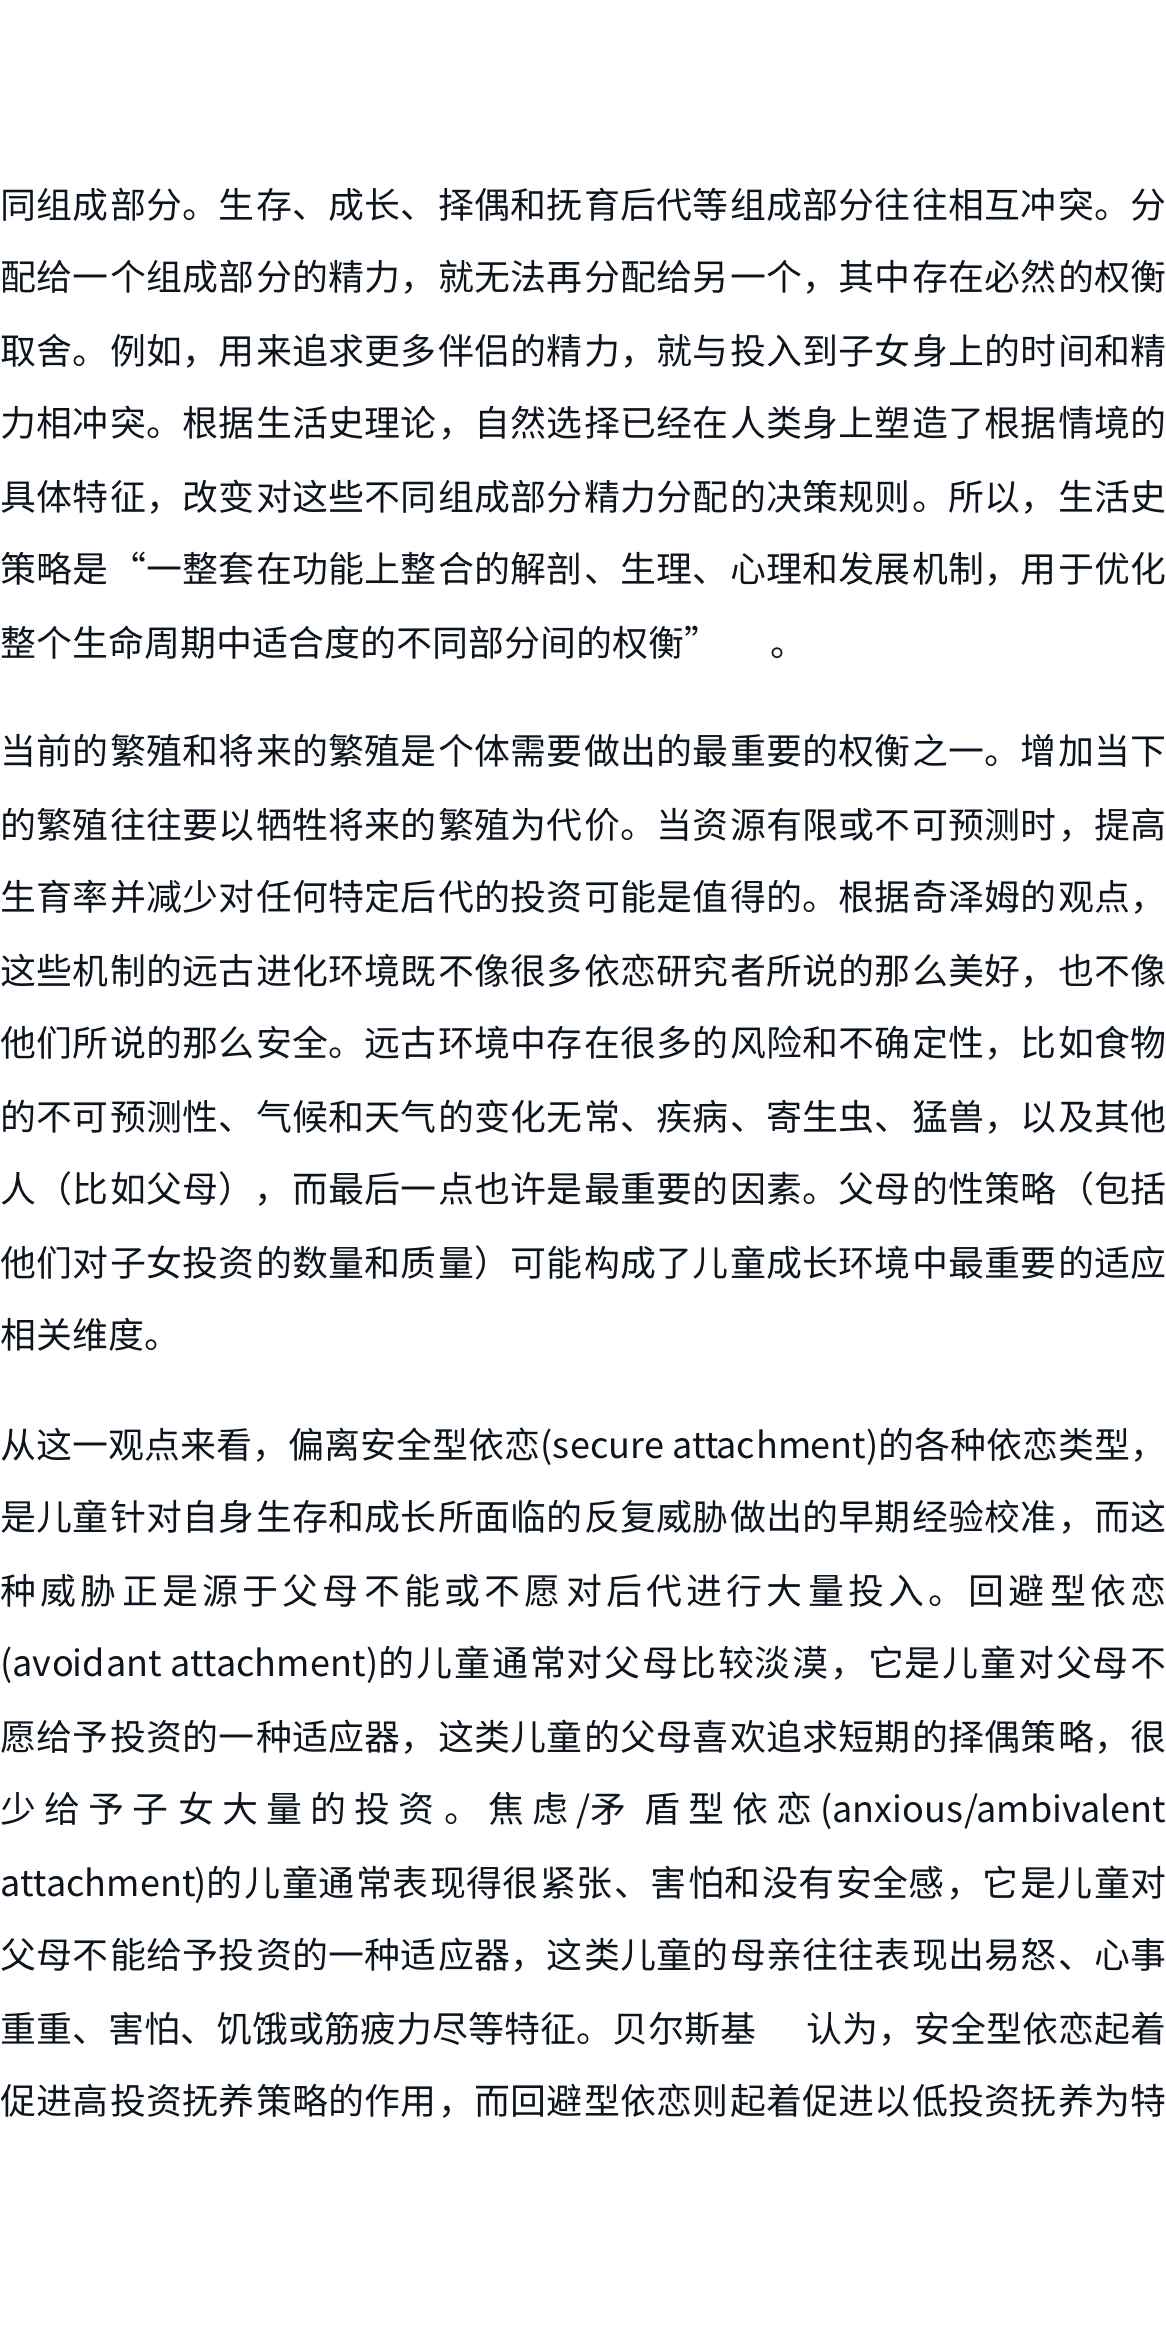 同组成部分。生存、成长、择偶和抚育后代等组成部分往往相互冲突。分
配给一个组成部分的精力，就无法再分配给另一个，其中存在必然的权衡
取舍。例如，用来追求更多伴侣的精力，就与投入到子女身上的时间和精
力相冲突。根据生活史理论，自然选择已经在人类身上塑造了根据情境的
具体特征，改变对这些不同组成部分精力分配的决策规则。所以，生活史
策略是“一整套在功能上整合的解剖、生理、心理和发展机制，用于优化
整个生命周期中适合度的不同部分间的权衡” 。
当前的繁殖和将来的繁殖是个体需要做出的最重要的权衡之一。增加当下
的繁殖往往要以牺牲将来的繁殖为代价。当资源有限或不可预测时，提高
生育率并减少对任何特定后代的投资可能是值得的。根据奇泽姆的观点，
这些机制的远古进化环境既不像很多依恋研究者所说的那么美好，也不像
他们所说的那么安全。远古环境中存在很多的风险和不确定性，比如食物
的不可预测性、气候和天气的变化无常、疾病、寄生虫、猛兽，以及其他
人（比如父母），而最后一点也许是最重要的因素。父母的性策略（包括
他们对子女投资的数量和质量）可能构成了儿童成长环境中最重要的适应
相关维度。
从这一观点来看，偏离安全型依恋(secure attachment)的各种依恋类型，
是儿童针对自身生存和成长所面临的反复威胁做出的早期经验校准，而这
种威胁正是源于父母不能或不愿对后代进行大量投入。回避型依恋
(avoidant attachment)的儿童通常对父母比较淡漠，它是儿童对父母不
愿给予投资的一种适应器，这类儿童的父母喜欢追求短期的择偶策略，很
少给予子女大量的投资。焦虑/矛 盾型依恋(anxious/ambivalent
attachment)的儿童通常表现得很紧张、害怕和没有安全感，它是儿童对
父母不能给予投资的一种适应器，这类儿童的母亲往往表现出易怒、心事
重重、害怕、饥饿或筋疲力尽等特征。贝尔斯基 认为，安全型依恋起着
促进高投资抚养策略的作用，而回避型依恋则起着促进以低投资抚养为特